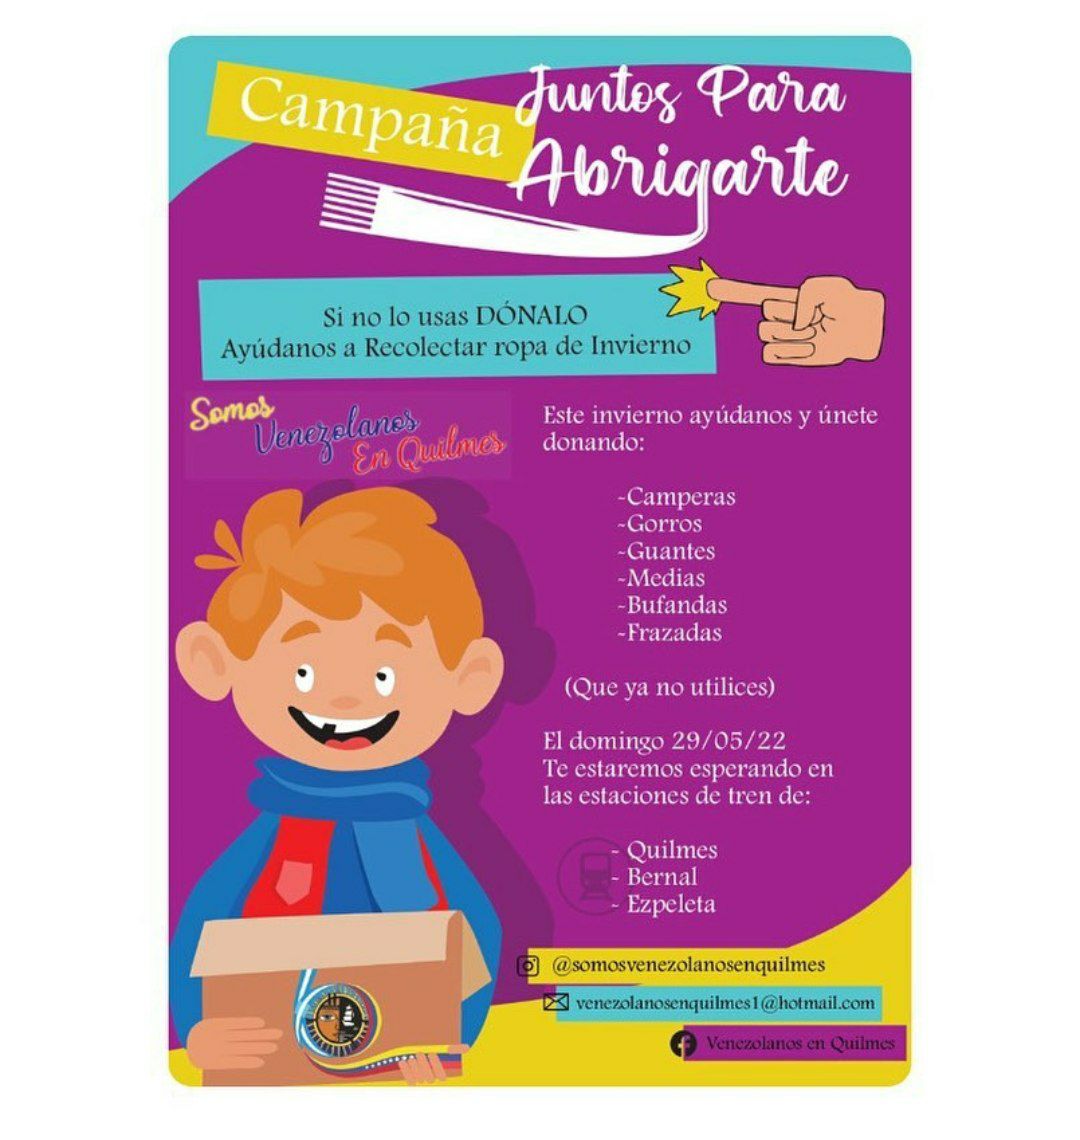 Campaña
Juntos Para
Abrigarte
Si no lo usas DÓNALO
Ayúdanos a Recolectar ropa de Invierno
Somos
Venezolanos
En Quilmes
Este invierno ayúdanos y únete
donando:
-Camperas
-Gorros
-Guantes
-Medias
-Bufandas
-Frazadas
(Que ya no utilices)
El domingo 29/05/22
Te estaremos esperando en
las estaciones de tren de:
- Quilmes
- Bernal
- Ezpeleta
@somosvenezolanosenquilmes
venezolanosenquilmes1@hotmail.com
Venezolanos en Quilmes